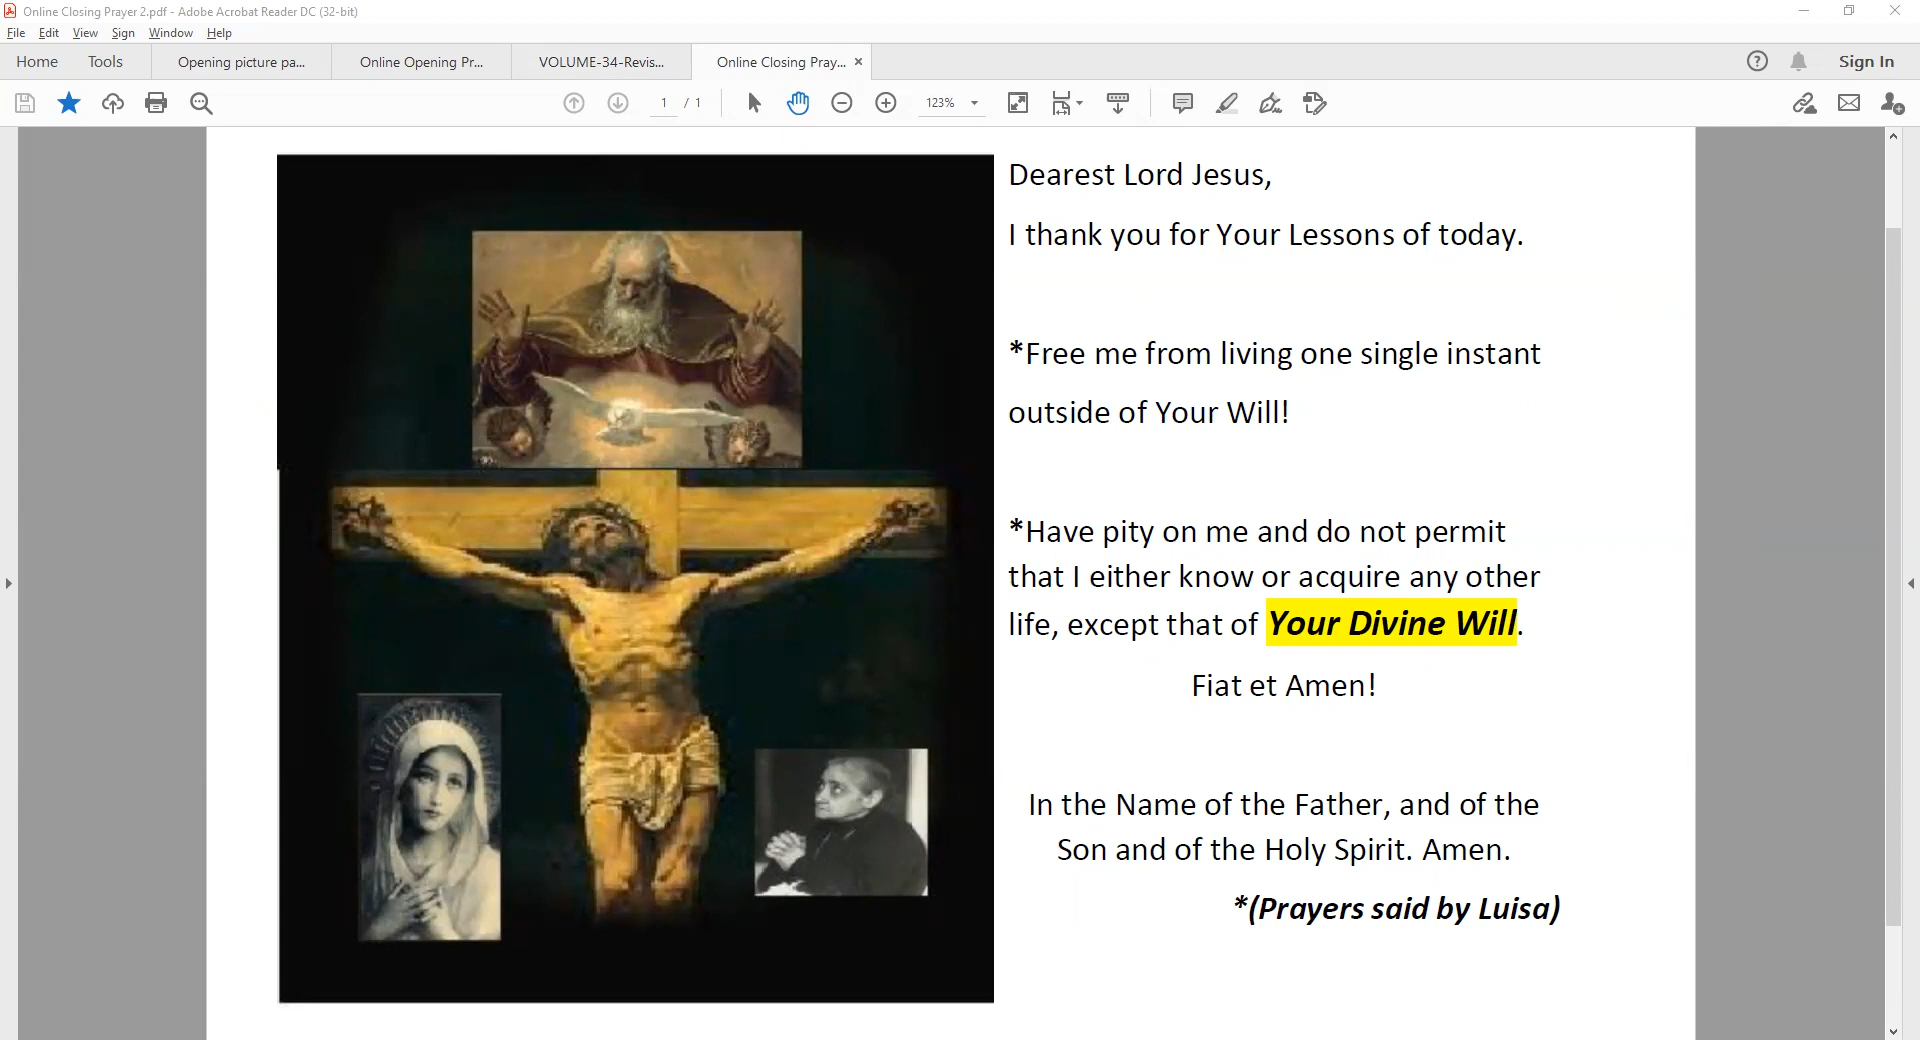 Online Closing Prayer 2.pdf - Adobe Acrobat Reader DC (32-bit)
File Edit View Sign Window Help
Home Tools Opening picture pa... Online Opening Pr... VOLUME-34-Revis... Online Closing Pray... × Sign In
1 / 1 123%
Dearest Lord Jesus,
I thank you for Your Lessons of today.
*Free me from living one single instant
outside of Your Will!
*Have pity on me and do not permit
that I either know or acquire any other
life, except that of Your Divine Will.
Fiat et Amen!
In the Name of the Father, and of the
Son and of the Holy Spirit. Amen.
*(Prayers said by Luisa)